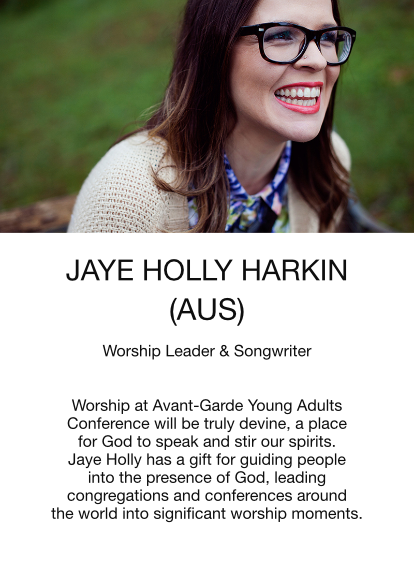 JAYE HOLLY HARKIN
(AUS)
Worship Leader & Songwriter
Worship at Avant-Garde Young Adults
Conference will be truly devine, a place
for God to speak and stir our spirits.
Jaye Holly has a gift for guiding people
into the presence of God, leading
congregations and conferences around
the world into significant worship moments.